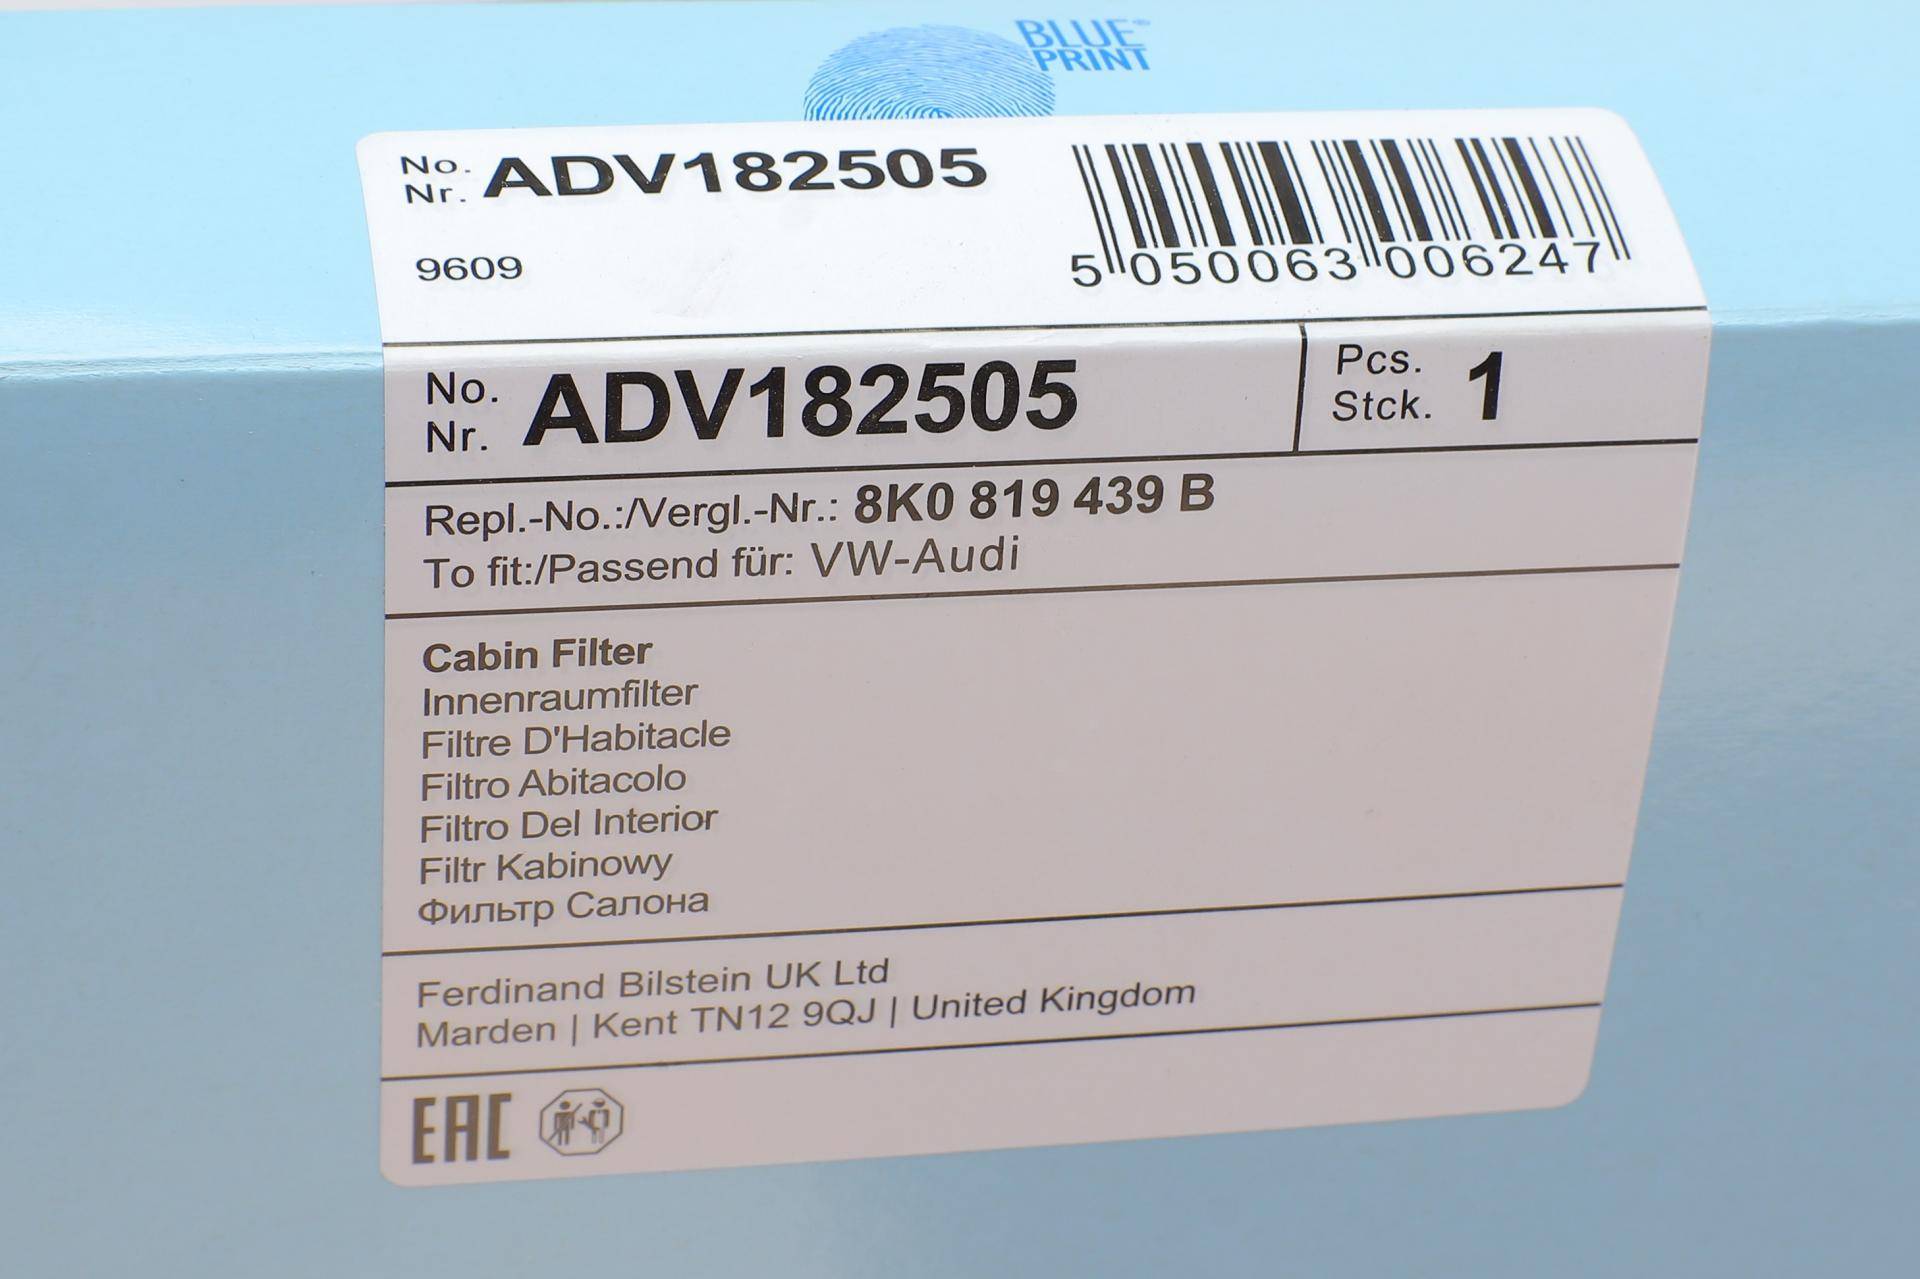 BLUE
PRINT
No.
Nr. ADV182505
9609
5 050063 006247
No.
Nr. ADV182505
Pcs.
Stck. 1
Repl.-No.:/Vergl.-Nr.: 8K0 819 439 B
To fit:/Passend für: VW-Audi
Cabin Filter
Innenraumfilter
Filtre D'Habitacle
Filtro Abitacolo
Filtro Del Interior
Filtr Kabinowy
Фильтр Салона
Ferdinand Bilstein UK Ltd
Marden | Kent TN12 9QJ | United Kingdom
EAC